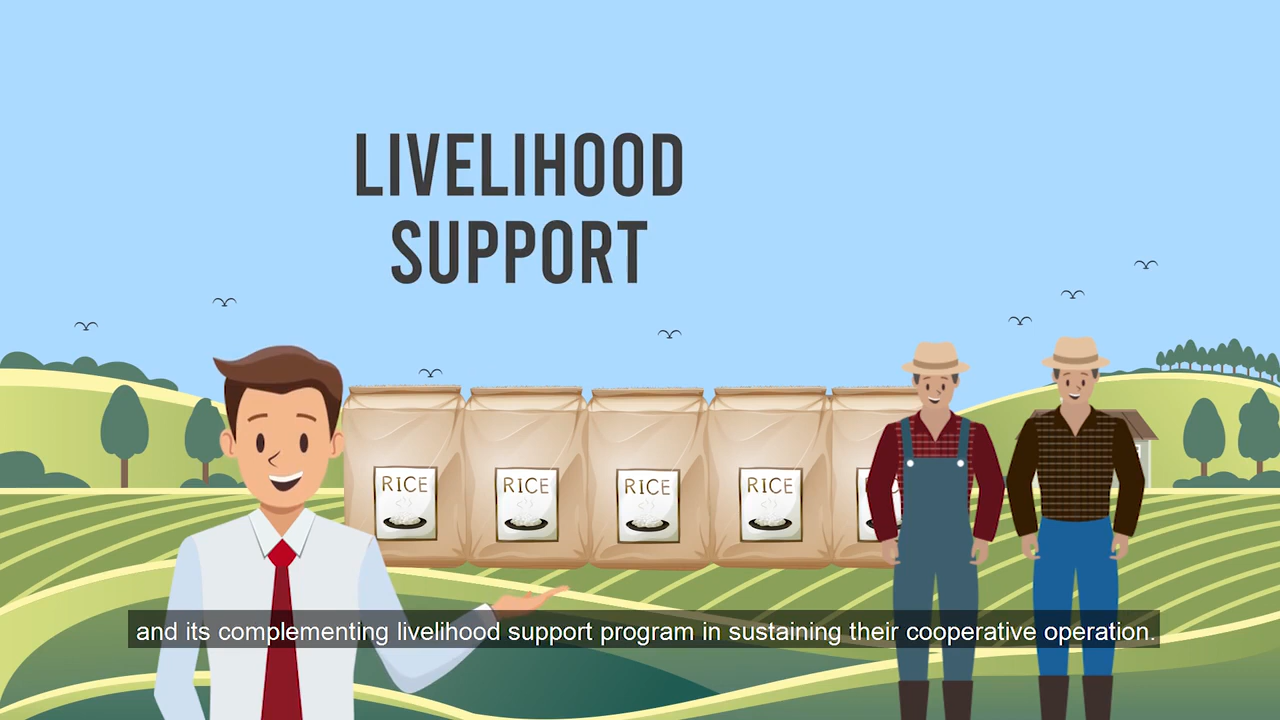 LIVELIHOOD
SUPPORT
RICE
RICE
RICE
RICE
and its complementing livelihood support program in sustaining their cooperative operation.